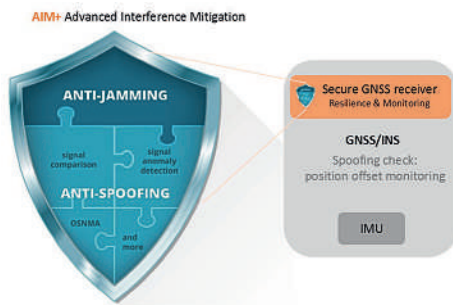 AIM+ Advanced Interference Mitigation
ANTI-JAMMING
signal
comparison
signal
anomaly
detection
ANTI-SPOOFING
OSNMA
and
more
Secure GNSS receiver
Resilience & Monitoring
GNSS/INS
Spoofing check:
position offset monitoring
IMU